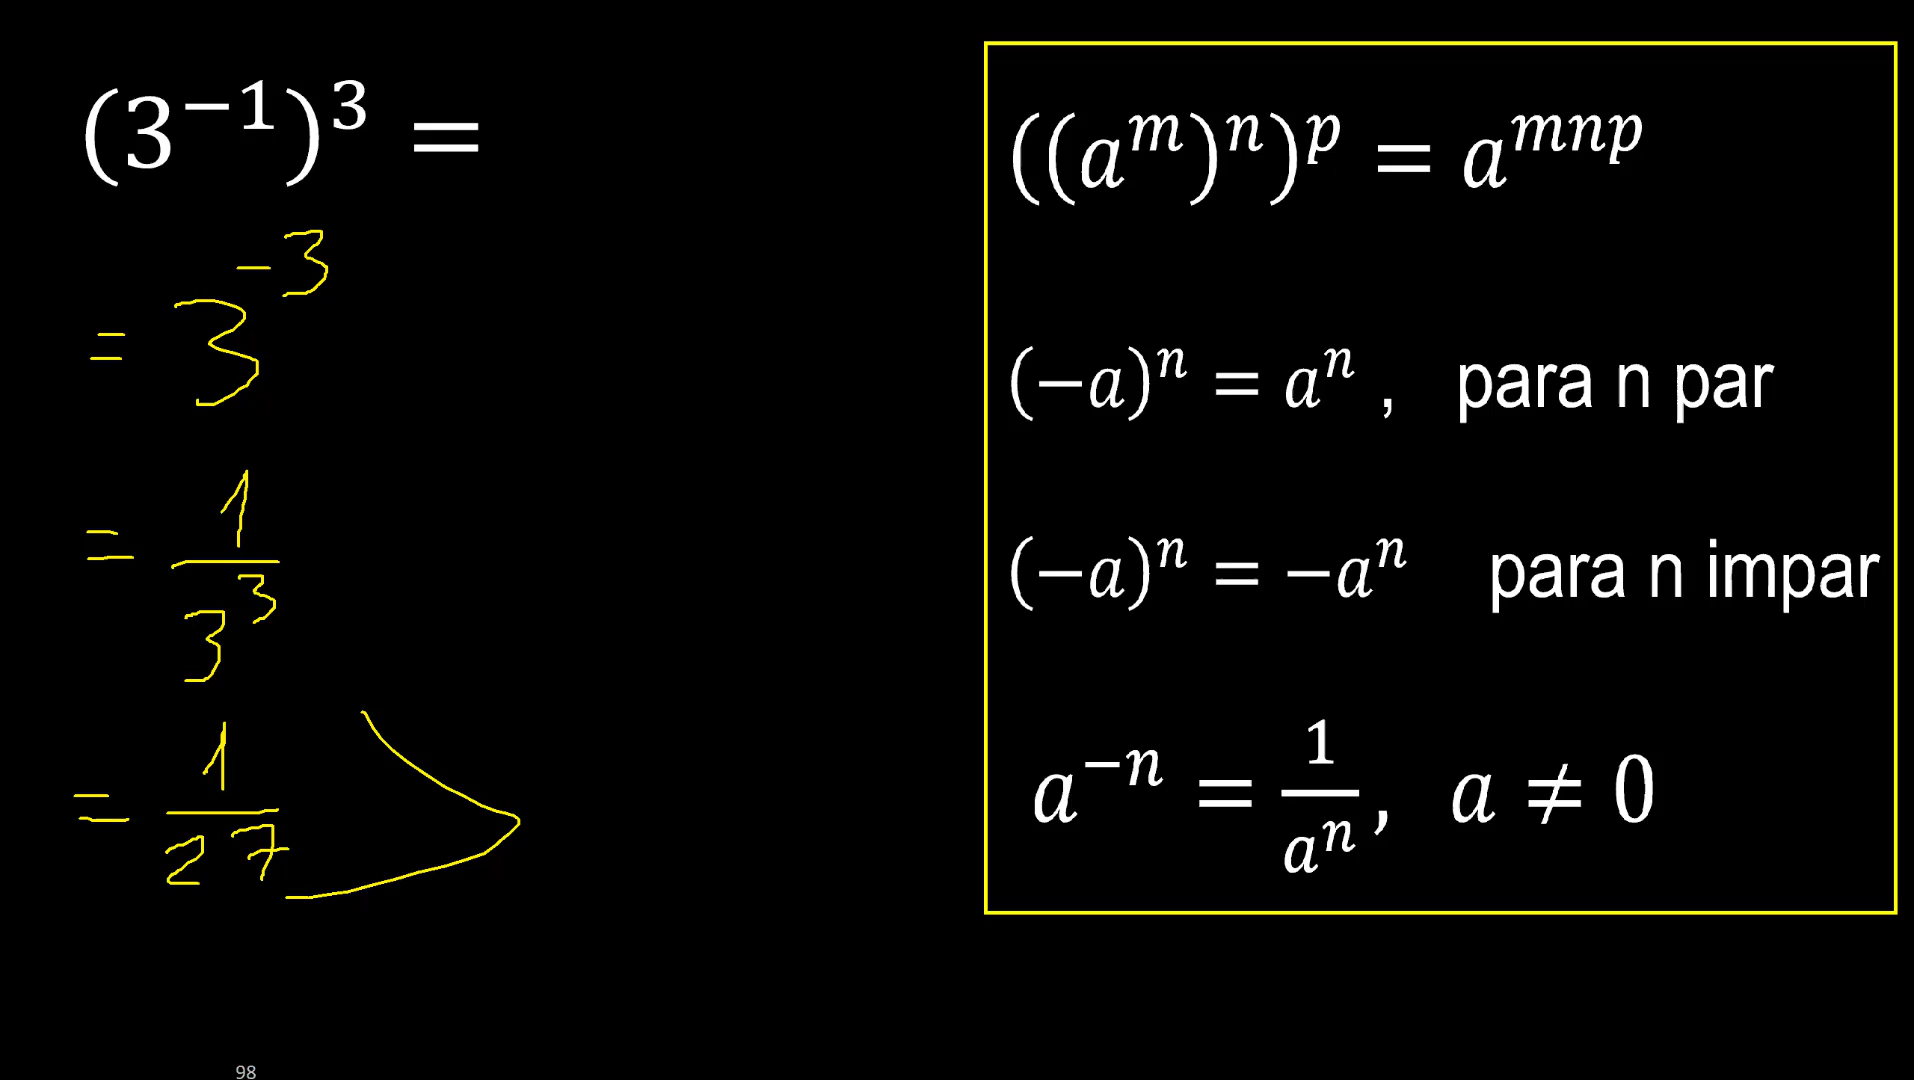 (3⁻¹)³ =
= 3⁻³
= 1/3³
= 1/27
((aᵐ)ⁿ)ᵖ = aᵐⁿᵖ
(−a)ⁿ = aⁿ , para n par
(−a)ⁿ = −aⁿ para n impar
a⁻ⁿ = 1/aⁿ, a ≠ 0
98